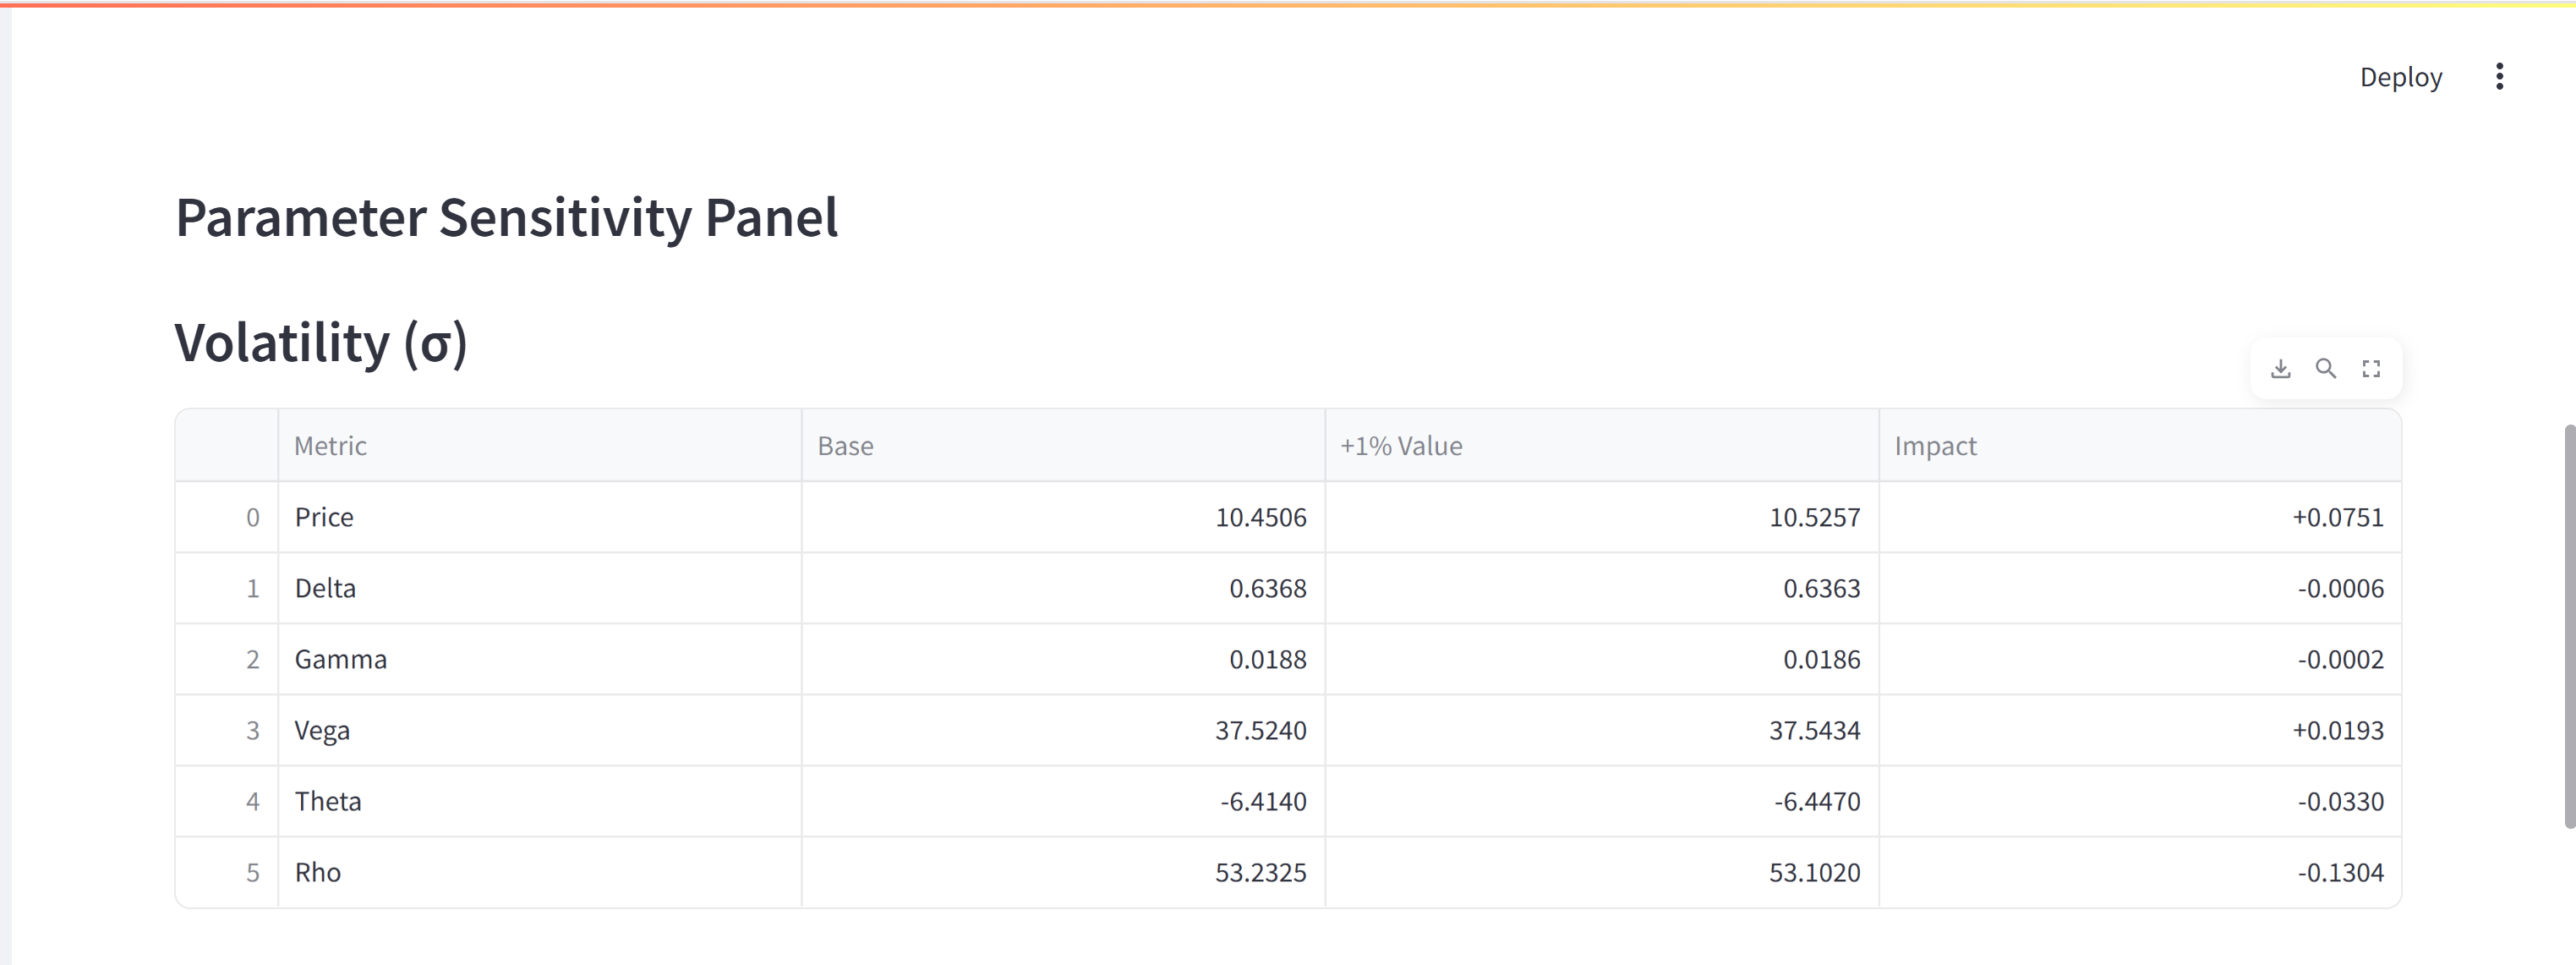 Deploy
Parameter Sensitivity Panel
Volatility (σ)
Metric Base +1% Value Impact
0 Price 10.4506 10.5257 +0.0751
1 Delta 0.6368 0.6363 -0.0006
2 Gamma 0.0188 0.0186 -0.0002
3 Vega 37.5240 37.5434 +0.0193
4 Theta -6.4140 -6.4470 -0.0330
5 Rho 53.2325 53.1020 -0.1304